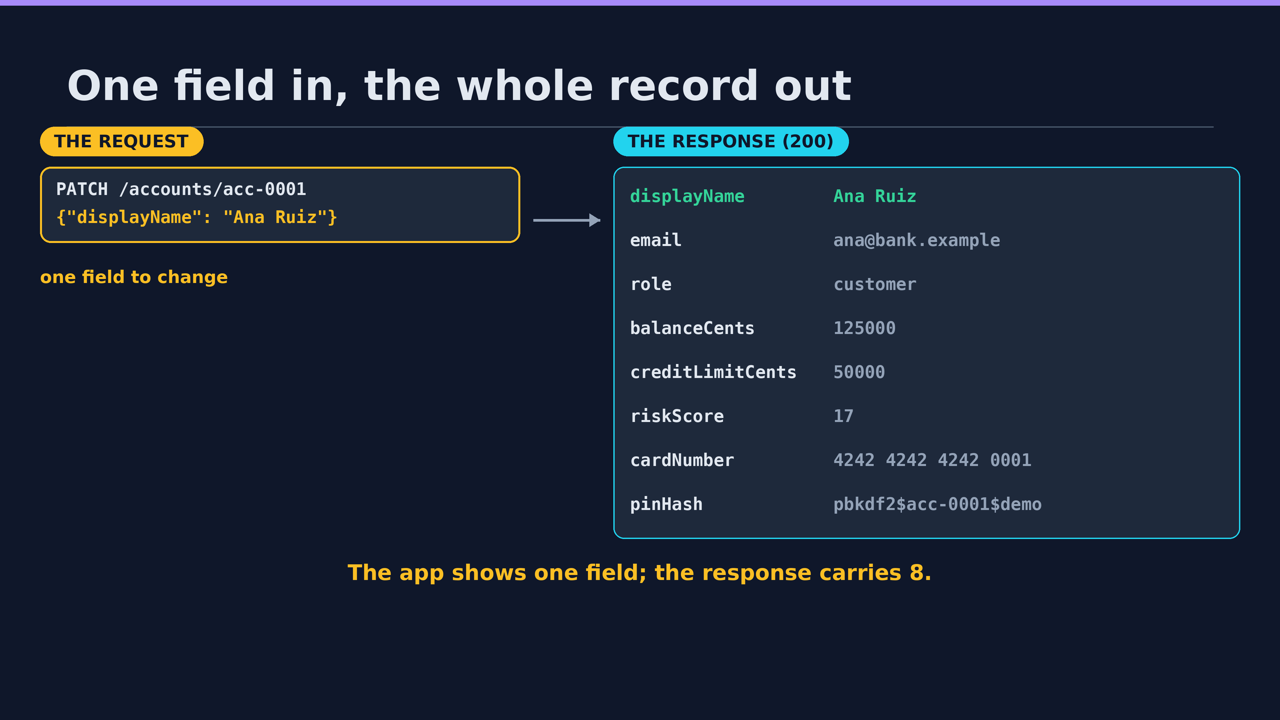 One field in, the whole record out
THE REQUEST
PATCH /accounts/acc-0001
{"displayName": "Ana Ruiz"}
one field to change
THE RESPONSE (200)
displayName Ana Ruiz
email ana@bank.example
role customer
balanceCents 125000
creditLimitCents 50000
riskScore 17
cardNumber 4242 4242 4242 0001
pinHash pbkdf2$acc-0001$demo
The app shows one field; the response carries 8.